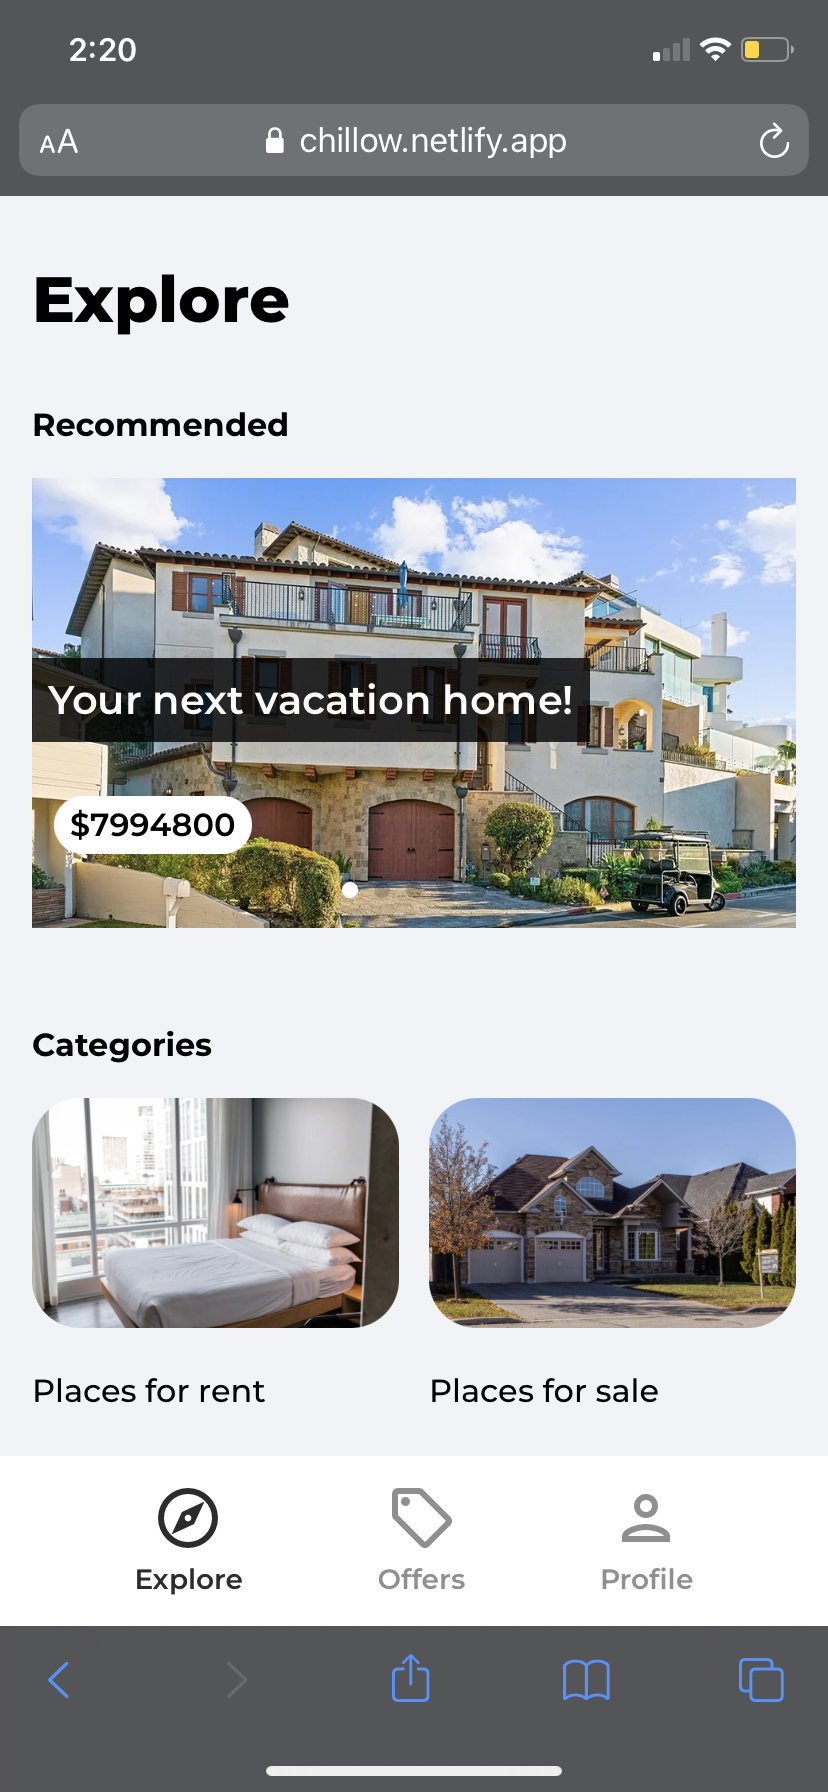 2:20
AA chillow.netlify.app
Explore
Recommended
Your next vacation home!
$7994800
Categories
Places for rent Places for sale
Explore Offers Profile